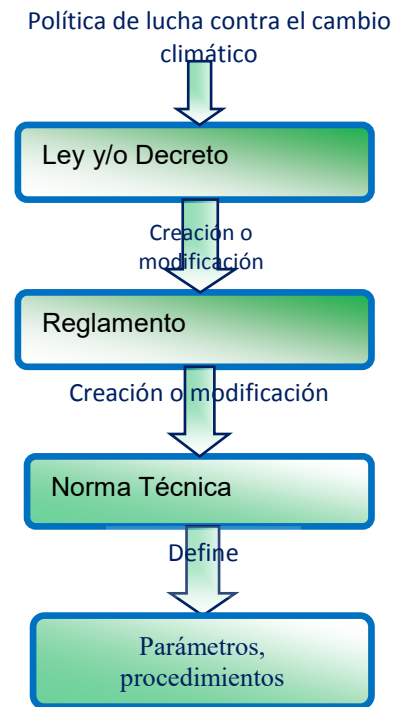 Política de lucha contra el cambio
climático
Ley y/o Decreto
Creación o
modificación
Reglamento
Creación o modificación
Norma Técnica
Define
Parámetros,
procedimientos